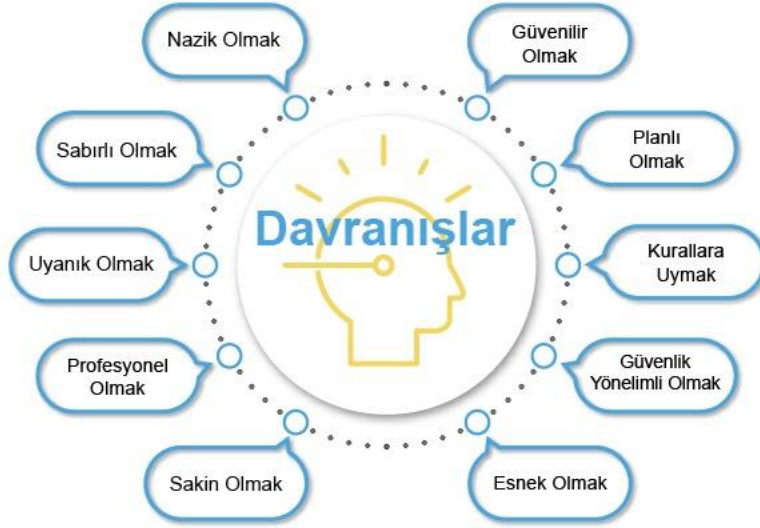 Nazik Olmak
Güvenilir
Olmak
Sabırlı Olmak
Planlı
Olmak
Davranışlar
Uyanık Olmak
Kurallara
Uymak
Profesyonel
Olmak
Güvenlik
Yönelimli Olmak
Sakin Olmak
Esnek Olmak